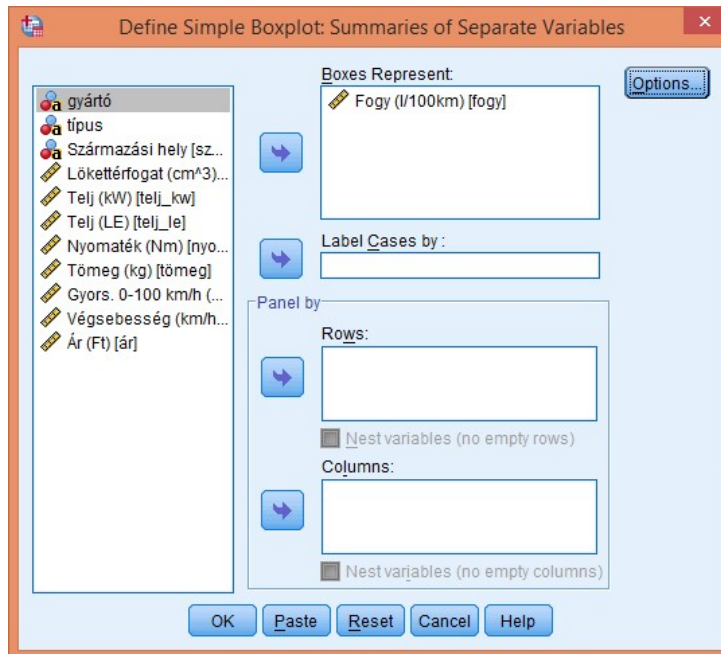 Define Simple Boxplot: Summaries of Separate Variables
gyártó
típus
Származási hely [sz...
Lökettérfogat (cm^3)...
Telj (kW) [telj_kw]
Telj (LE) [telj_le]
Nyomaték (Nm) [nyo...
Tömeg (kg) [tömeg]
Gyors. 0-100 km/h (...
Végsebesség (km/h...
Ár (Ft) [ár]
Boxes Represent:
Fogy (l/100km) [fogy]
Options...
Label Cases by :
Panel by
Rows:
Nest variables (no empty rows)
Columns:
Nest variables (no empty columns)
OK
Paste
Reset
Cancel
Help